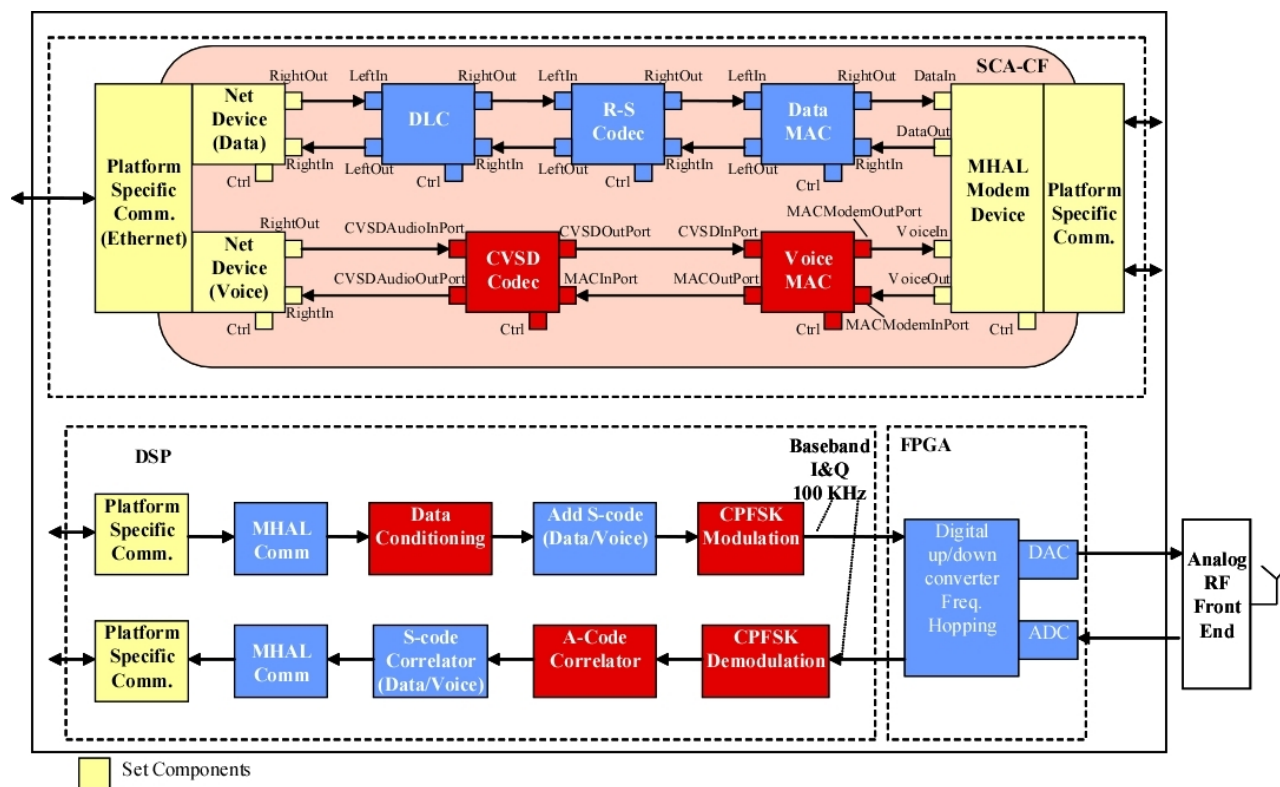 SCA-CF
RightOut
LeftIn
RightOut
LeftIn
RightOut
LeftIn
RightOut
DataIn
Net
Device
(Data)
DLC
R-S
Codec
Data
MAC
Platform
Specific
Comm.
(Ethernet)
DataOut
RightIn
LeftOut
RightIn
LeftOut
RightIn
LeftOut
RightIn
Ctrl
Ctrl
Ctrl
Ctrl
MHAL
Modem
Device
Platform
Specific
Comm.
RightOut
CVSDAudioInPort
CVSDOutPort
CVSDInPort
MACModemOutPort
VoiceIn
Net
Device
(Voice)
CVSD
Codec
Voice
MAC
CVSDAudioOutPort
MACInPort
MACOutPort
VoiceOut
RightIn
MACModemInPort
Ctrl
Ctrl
Ctrl
Ctrl
DSP
Baseband
I&Q
100 KHz
FPGA
Platform
Specific
Comm.
MHAL
Comm
Data
Conditioning
Add S-code
(Data/Voice)
CPFSK
Modulation
Digital
up/down
converter
Freq.
Hopping
DAC
ADC
Analog
RF
Front
End
Platform
Specific
Comm.
MHAL
Comm
S-code
Correlator
(Data/Voice)
A-Code
Correlator
CPFSK
Demodulation
Set Components